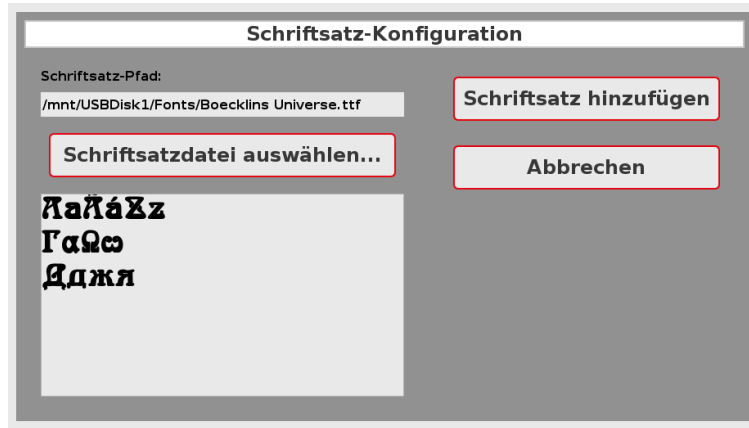 Schriftsatz-Konfiguration
Schriftsatz-Pfad:
/mnt/USBDisk1/Fonts/Boecklins Universe.ttf
Schriftsatz hinzufügen
Schriftsatzdatei auswählen...
Abbrechen
AaÄáZz
ΓαΩω
Дджя